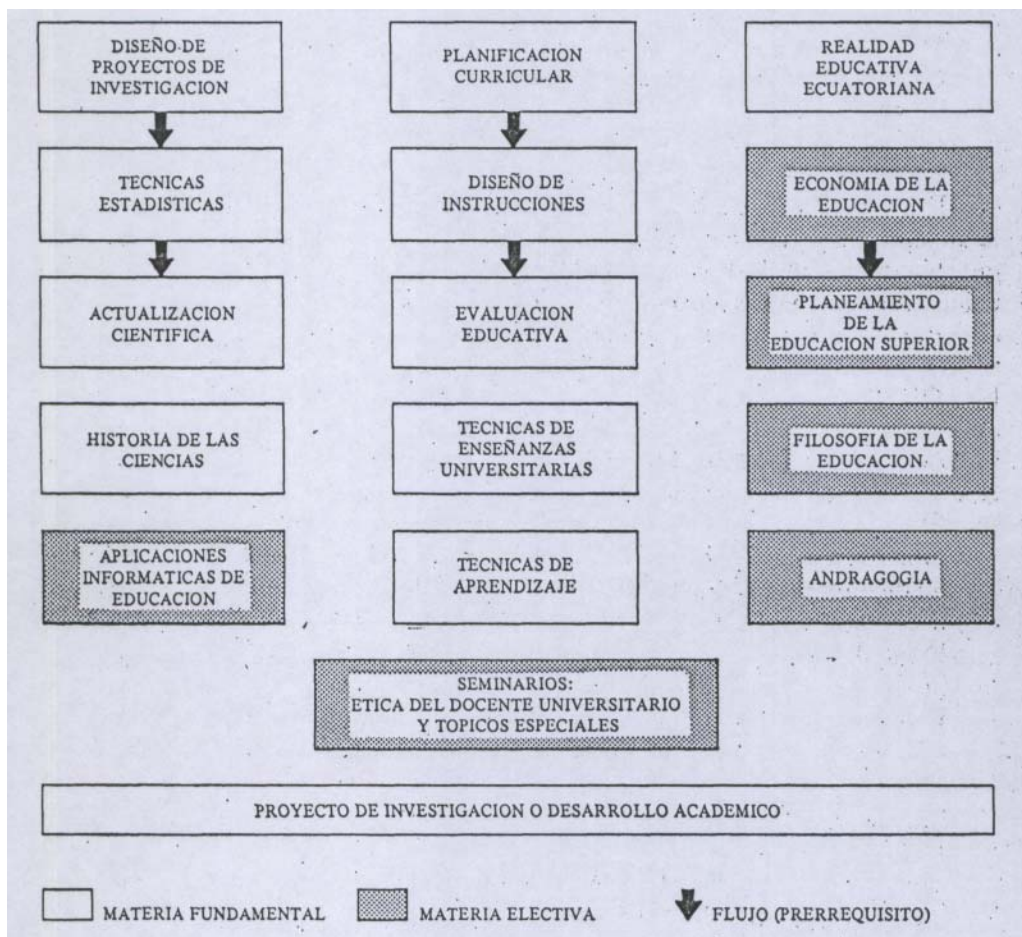 DISEÑO DE
PROYECTOS DE
INVESTIGACION
PLANIFICACION
CURRICULAR
REALIDAD
EDUCATIVA
ECUATORIANA
TECNICAS
ESTADISTICAS
DISEÑO DE
INSTRUCCIONES
ECONOMIA DE LA
EDUCACION
ACTUALIZACION
CIENTIFICA
EVALUACION
EDUCATIVA
PLANEAMIENTO
DE LA
EDUCACION SUPERIOR
HISTORIA DE LAS
CIENCIAS
TECNICAS DE
ENSEÑANZAS
UNIVERSITARIAS
FILOSOFIA DE LA
EDUCACION
APLICACIONES
INFORMATICAS DE
EDUCACION
TECNICAS DE
APRENDIZAJE
ANDRAGOGIA
SEMINARIOS:
ETICA DEL DOCENTE UNIVERSITARIO
Y TOPICOS ESPECIALES
PROYECTO DE INVESTIGACION O DESARROLLO ACADEMICO
MATERIA FUNDAMENTAL
MATERIA ELECTIVA
FLUJO (PRERREQUISITO)